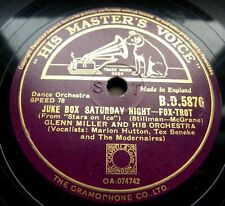 "HIS MASTER'S VOICE"
Made in England
Dance Orchestra
SPEED 78
B.D.5876
JUKE BOX SATURDAY NIGHT—FOX-TROT
(From "Stars on Ice") (Stillman—McGrane)
GLENN MILLER AND HIS ORCHESTRA
(Vocalists: Marion Hutton, Tex Beneke
and The Modernaires)
OA.074742
THE GRAMOPHONE CO. LTD.